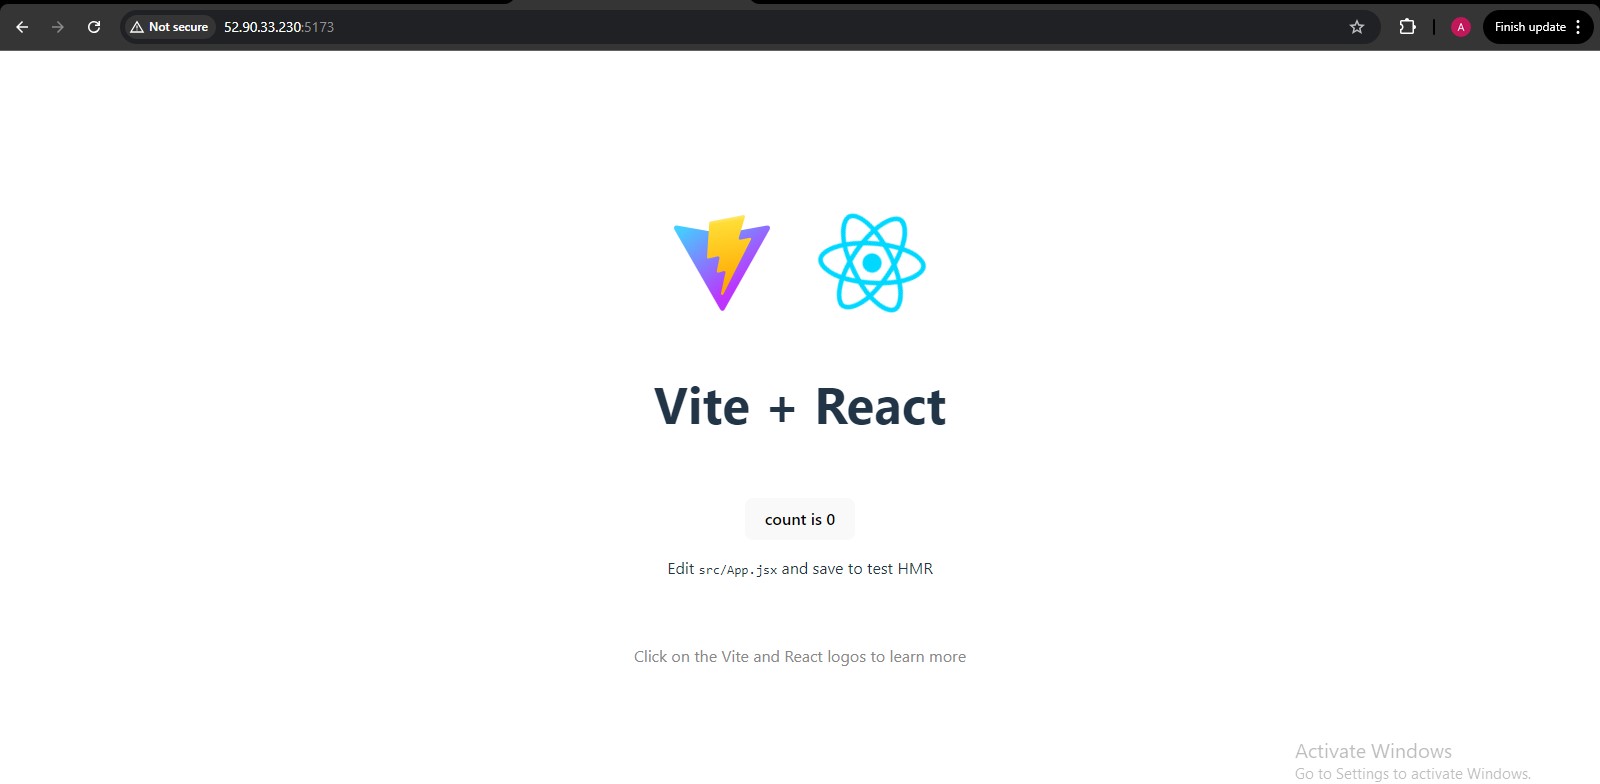 Not secure 52.90.33.230:5173 A Finish update
Vite + React
count is 0
Edit src/App.jsx and save to test HMR
Click on the Vite and React logos to learn more
Activate Windows
Go to Settings to activate Windows.